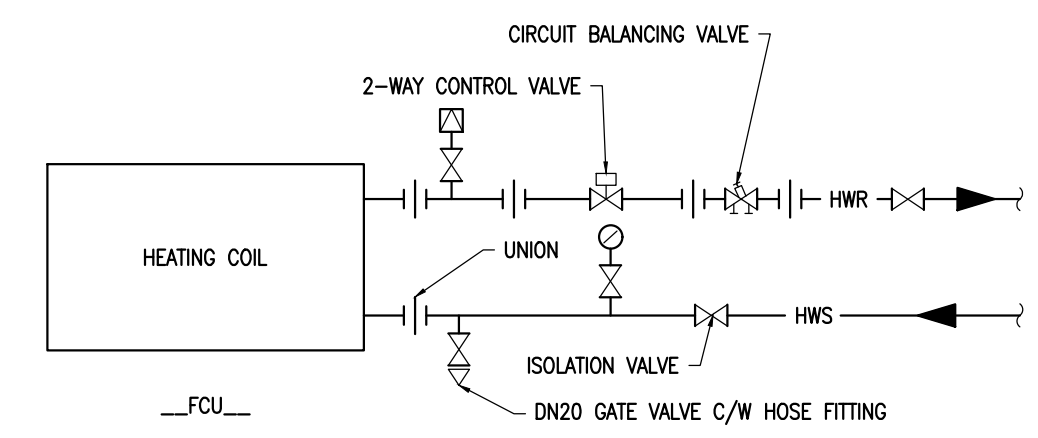 CIRCUIT BALANCING VALVE
2-WAY CONTROL VALVE
HWR
HEATING COIL
UNION
HWS
ISOLATION VALVE
__FCU__
DN20 GATE VALVE C/W HOSE FITTING